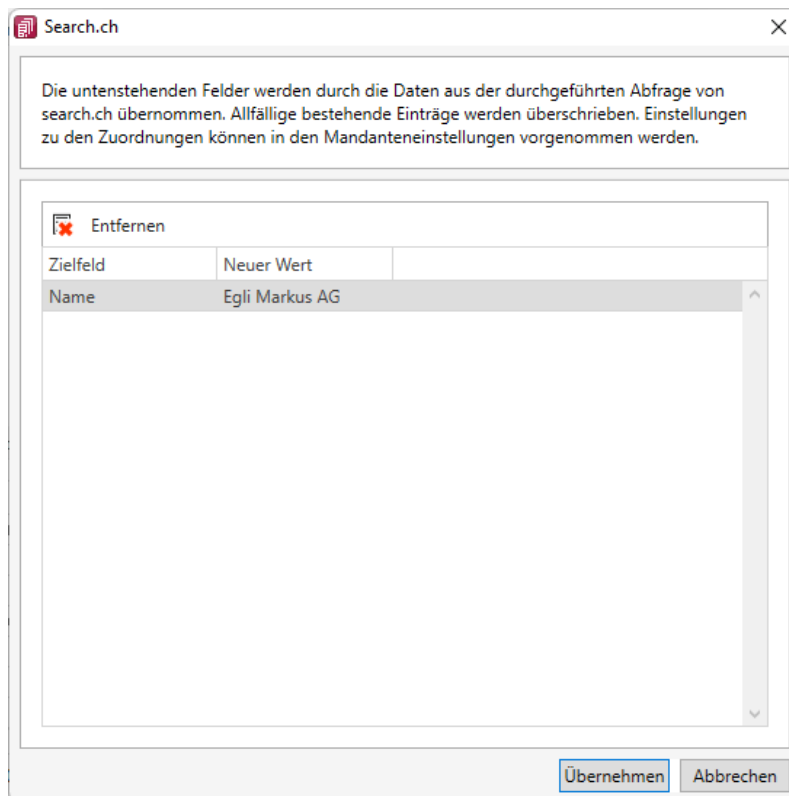 Search.ch
Die untenstehenden Felder werden durch die Daten aus der durchgeführten Abfrage von
search.ch übernommen. Allfällige bestehende Einträge werden überschrieben. Einstellungen
zu den Zuordnungen können in den Mandanteneinstellungen vorgenommen werden.
Entfernen
Zielfeld Neuer Wert
Name Egli Markus AG
Übernehmen Abbrechen